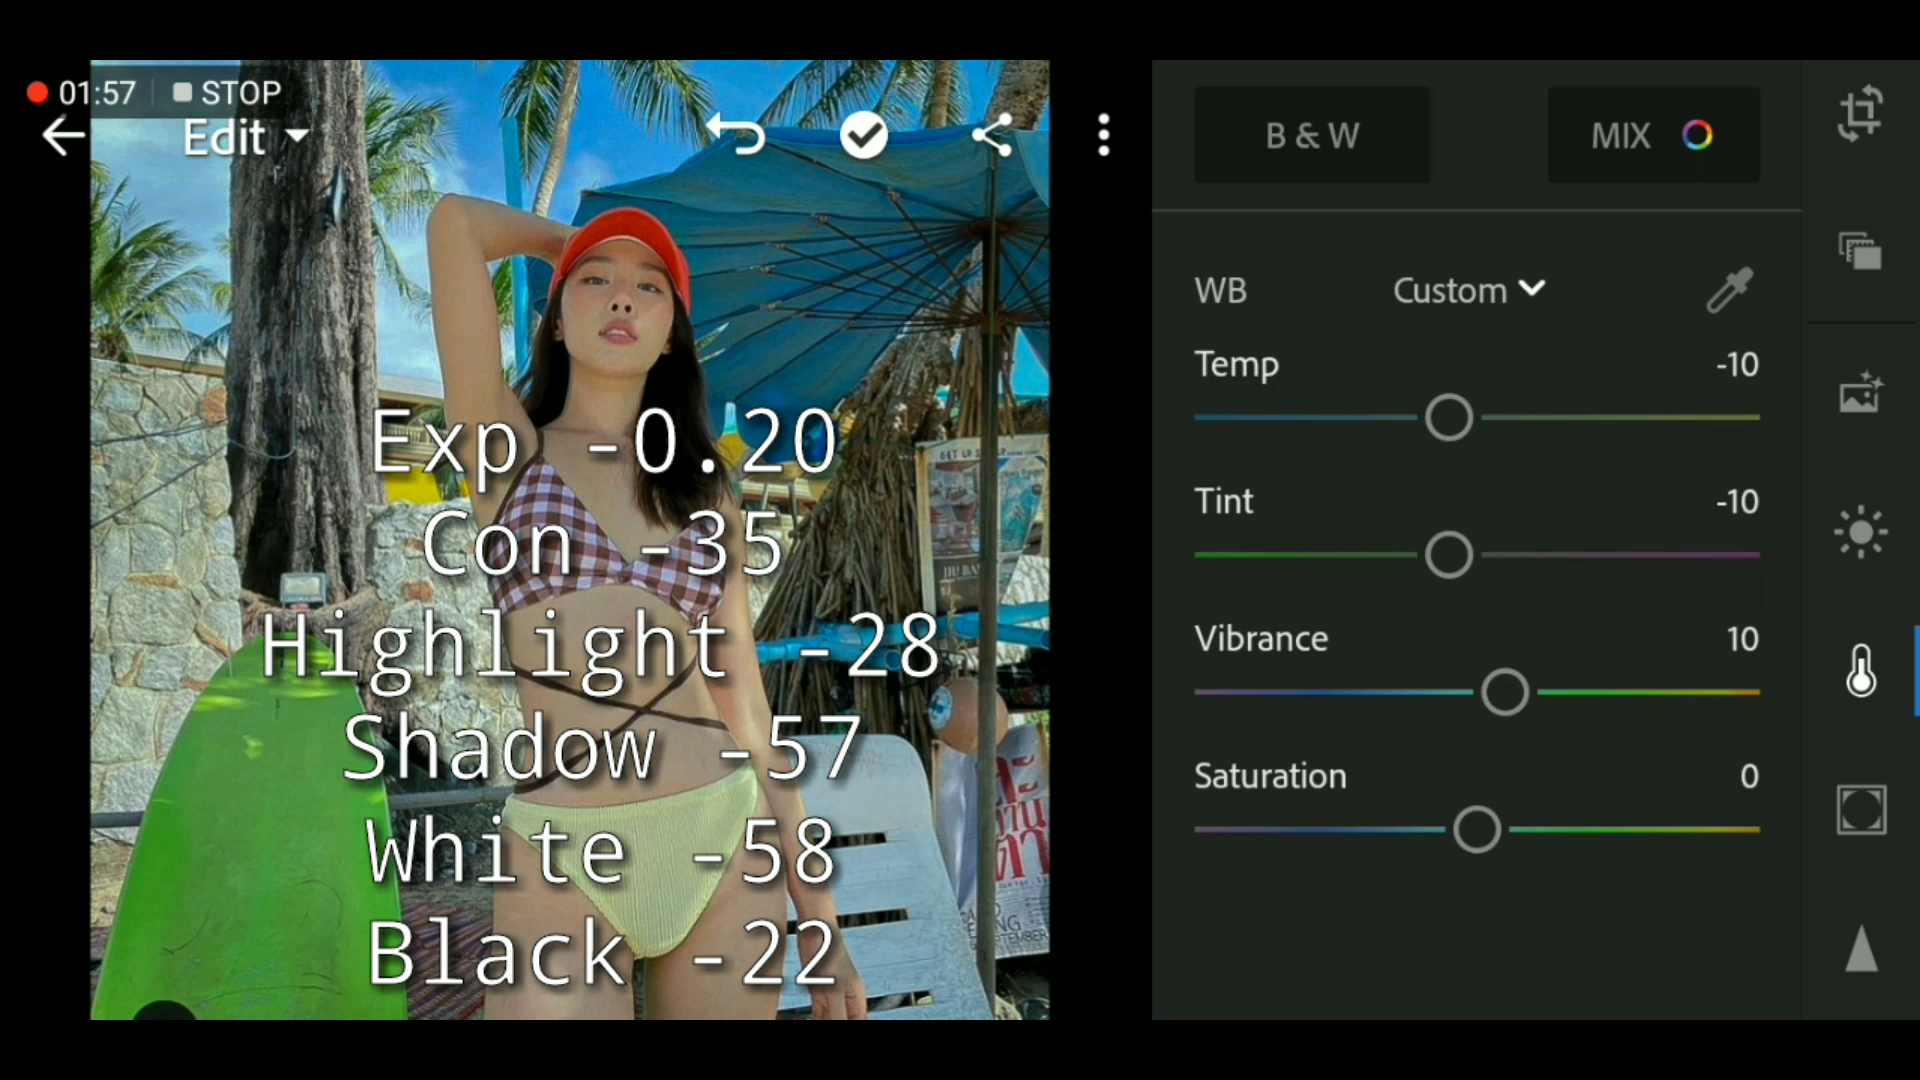 01:57 STOP
Edit
B & W
MIX
WB
Custom
Temp
-10
Tint
-10
Vibrance
10
Saturation
0
Exp -0.20
Con -35
Highlight -28
Shadow -57
White -58
Black -22